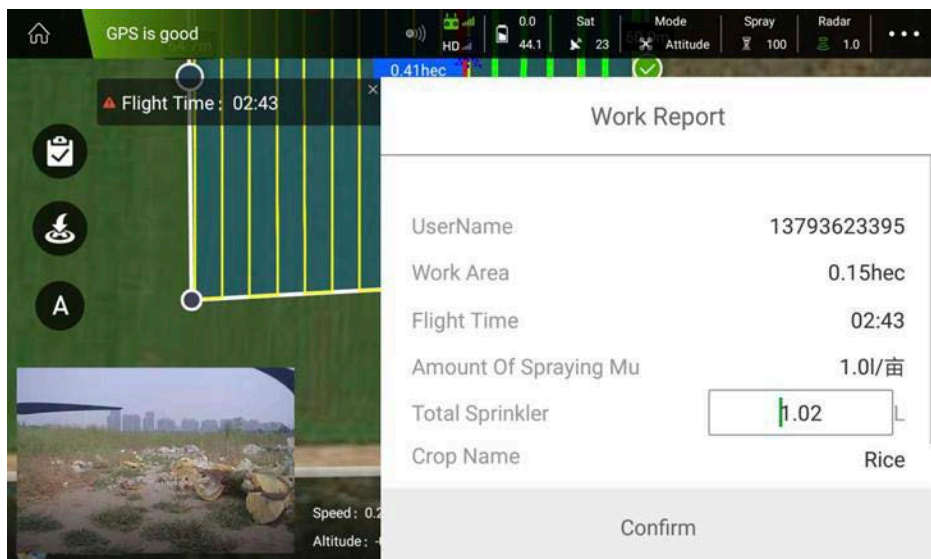 GPS is good
HD
0.0
44.1
Sat
23
Mode
Attitude
Spray
100
Radar
1.0
0.41hec
Flight Time : 02:43
A
Speed : 0.2
Altitude : -
Work Report
UserName 13793623395
Work Area 0.15hec
Flight Time 02:43
Amount Of Spraying Mu 1.0l/亩
Total Sprinkler 1.02 L
Crop Name Rice
Confirm